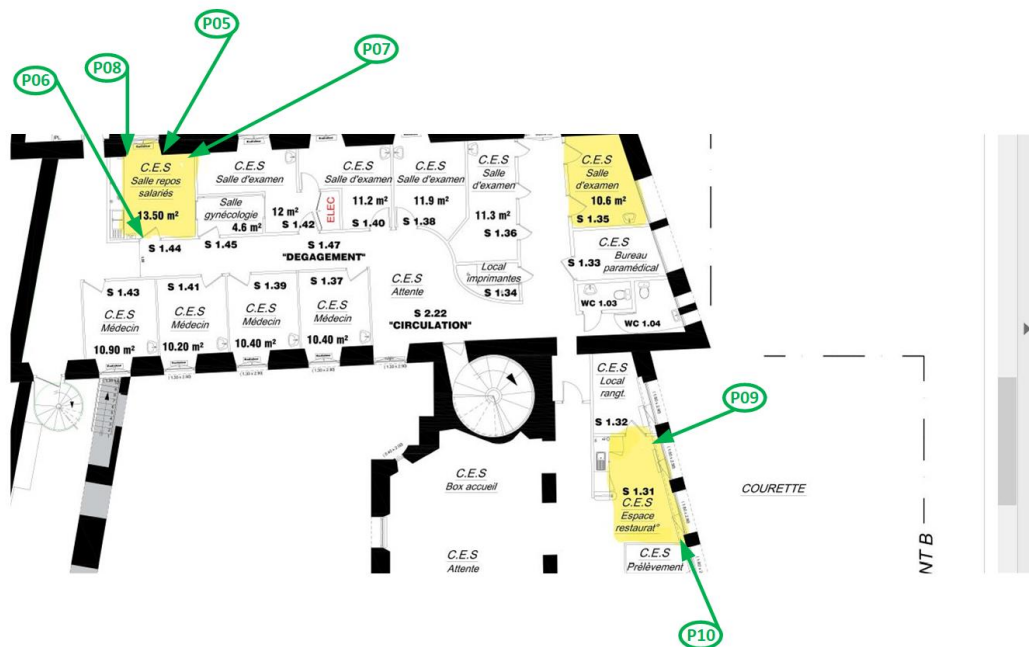 P05
P07
P08
P06
C.E.S
Salle repos
salariés
13.50 m²
S 1.44
C.E.S
Salle d'examen
Salle
gynécologie
4.6 m²
S 1.45
12 m²
S 1.42
ELEC
C.E.S
Salle d'examen
11.2 m²
S 1.40
C.E.S
Salle d'examen
11.9 m²
S 1.38
C.E.S
Salle
d'examen
11.3 m²
S 1.36
C.E.S
Salle
d'examen
10.6 m²
S 1.35
S 1.47
"DEGAGEMENT"
C.E.S
Attente
Local
imprimantes
S 1.34
S 1.33
C.E.S
Bureau
paramédical
WC 1.03
WC 1.04
S 2.22
"CIRCULATION"
S 1.43
C.E.S
Médecin
10.90 m²
S 1.41
C.E.S
Médecin
10.20 m²
S 1.39
C.E.S
Médecin
10.40 m²
S 1.37
C.E.S
Médecin
10.40 m²
C.E.S
Local
rangt.
S 1.32
P09
S 1.31
C.E.S
Espace
restaurat°
C.E.S
Box accueil
C.E.S
Attente
C.E.S
Prélèvement
COURETTE
NT B
P10